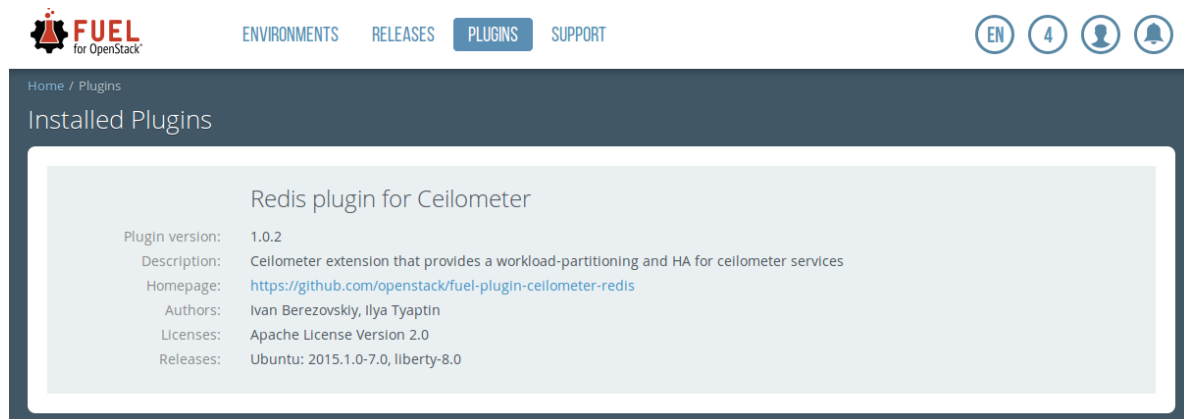 FUEL
for OpenStack
ENVIRONMENTS RELEASES PLUGINS SUPPORT EN 4
Home / Plugins
Installed Plugins
Redis plugin for Ceilometer
Plugin version: 1.0.2
Description: Ceilometer extension that provides a workload-partitioning and HA for ceilometer services
Homepage: https://github.com/openstack/fuel-plugin-ceilometer-redis
Authors: Ivan Berezovskiy, Ilya Tyaptin
Licenses: Apache License Version 2.0
Releases: Ubuntu: 2015.1.0-7.0, liberty-8.0